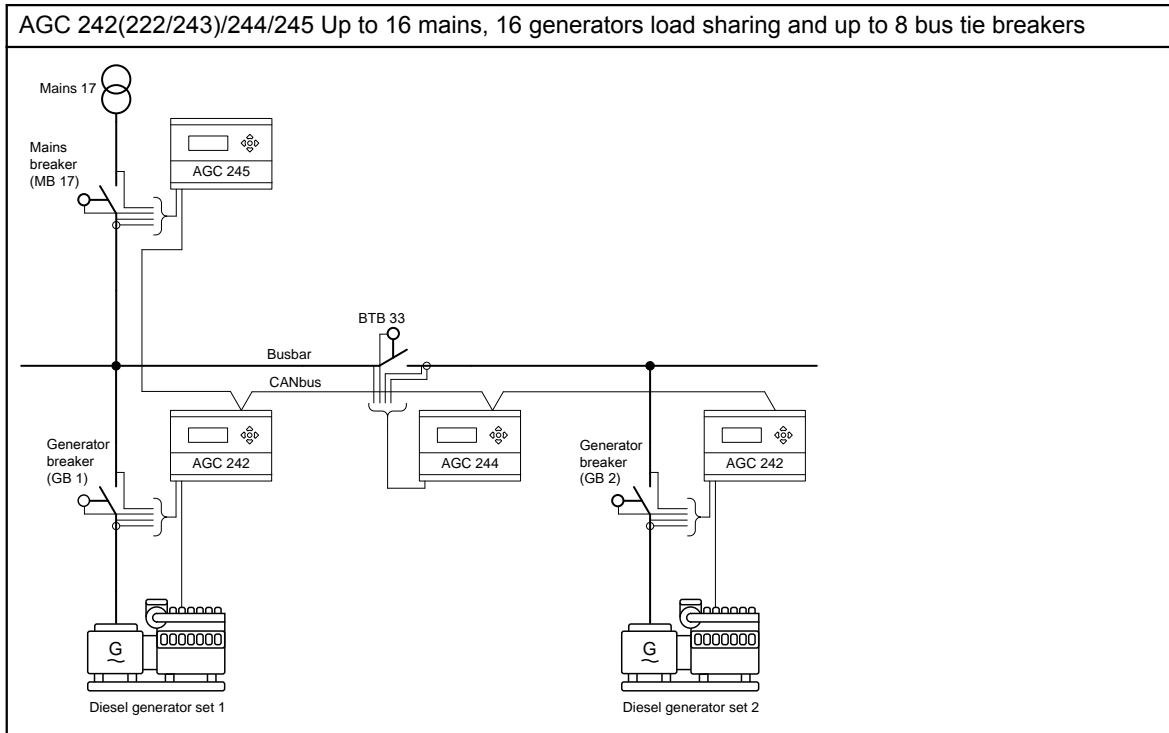 AGC 242(222/243)/244/245 Up to 16 mains, 16 generators load sharing and up to 8 bus tie breakers
Mains 17
Mains
breaker
(MB 17)
AGC 245
BTB 33
Busbar
CANbus
Generator
breaker
(GB 1)
AGC 242
AGC 244
Generator
breaker
(GB 2)
AGC 242
G
~
Diesel generator set 1
G
~
Diesel generator set 2